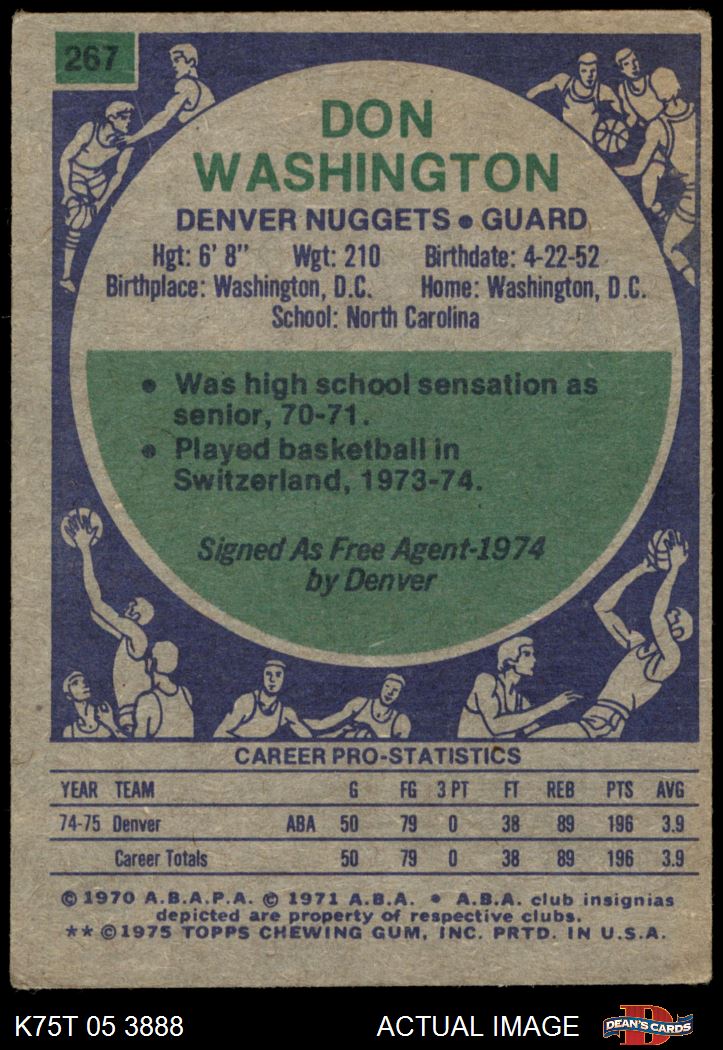 267
DON
WASHINGTON
DENVER NUGGETS • GUARD
Hgt: 6' 8" Wgt: 210 Birthdate: 4-22-52
Birthplace: Washington, D.C. Home: Washington, D.C.
School: North Carolina
• Was high school sensation as
senior, 70-71.
• Played basketball in
Switzerland, 1973-74.
Signed As Free Agent-1974
by Denver
CAREER PRO-STATISTICS
YEAR TEAM G FG 3 PT FT REB PTS AVG
74-75 Denver ABA 50 79 0 38 89 196 3.9
Career Totals 50 79 0 38 89 196 3.9
© 1970 A.B.A.P.A. © 1971 A.B.A. • A.B.A. club insignias
depicted are property of respective clubs.
** © 1975 TOPPS CHEWING GUM, INC. PRTD. IN U.S.A.
K75T 05 3888 ACTUAL IMAGE D DEAN'S CARDS